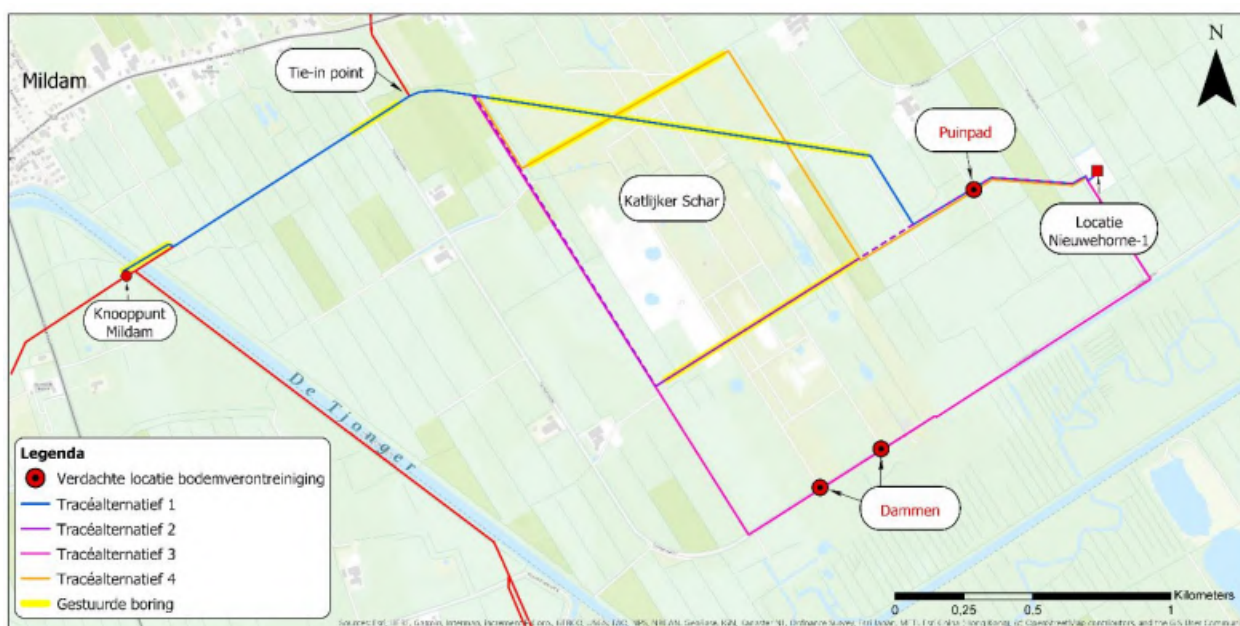 N
Mildam
Tie-in point
Puinpad
Katlijker Schar
Locatie
Nieuwehorne-1
Knooppunt
Mildam
De Tjonger
Dammen
Legenda
Verdachte locatie bodemverontreiniging
Tracéalternatief 1
Tracéalternatief 2
Tracéalternatief 3
Tracéalternatief 4
Gestuurde boring
Kilometers
0 0,25 0,5 1